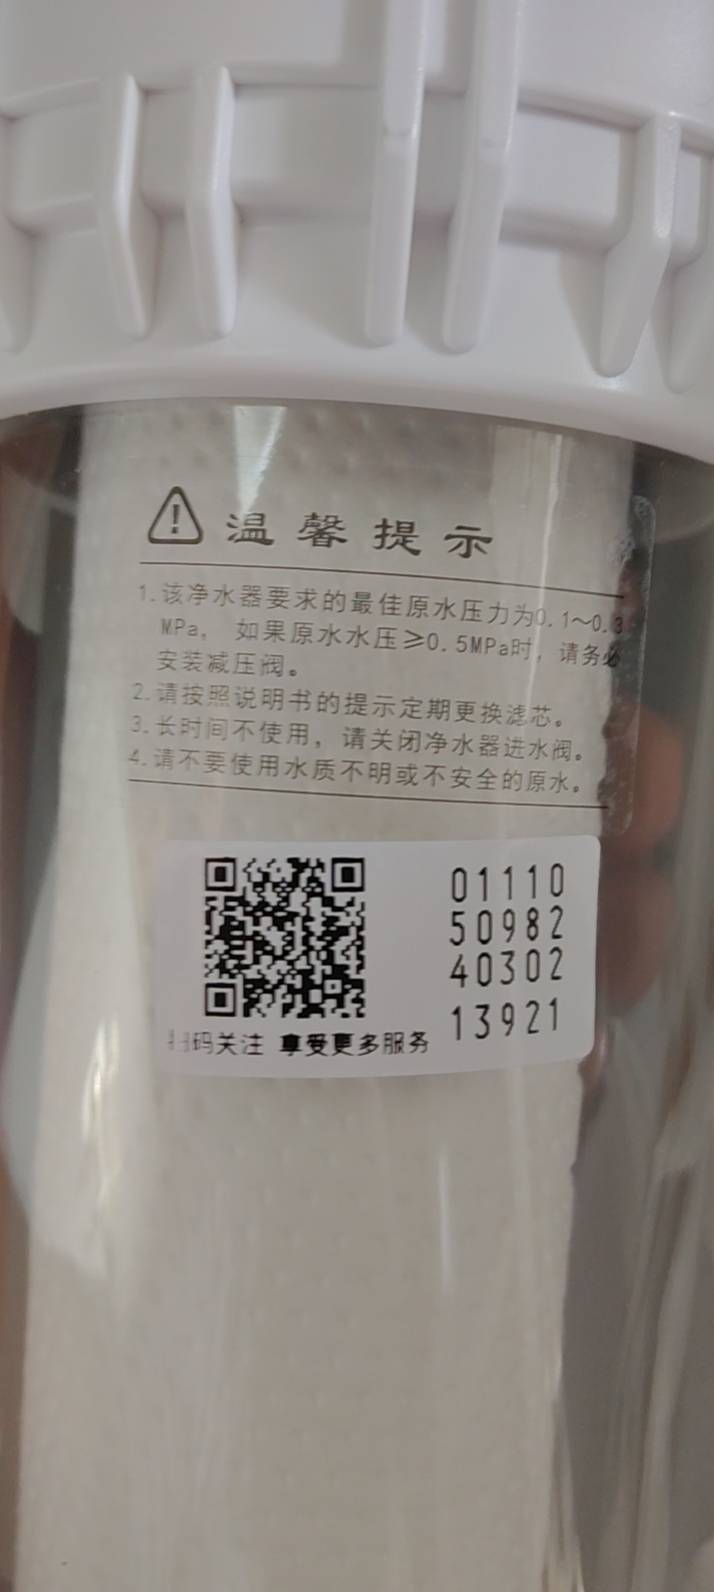 温馨提示
1.该净水器要求的最佳原水压力为0.1~0.3
MPa, 如果原水水压≥0.5MPa时,请务必
安装减压阀。
2.请按照说明书的提示定期更换滤芯。
3.长时间不使用,请关闭净水器进水阀。
4.请不要使用水质不明或不安全的原水。
01110
50982
40302
13921
扫码关注 享受更多服务